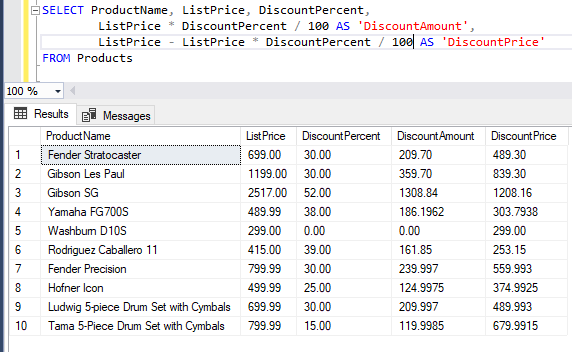 SELECT ProductName, ListPrice, DiscountPercent,
ListPrice * DiscountPercent / 100 AS 'DiscountAmount',
ListPrice - ListPrice * DiscountPercent / 100 AS 'DiscountPrice'
FROM Products
100 %
Results Messages
ProductName ListPrice DiscountPercent DiscountAmount DiscountPrice
1 Fender Stratocaster 699.00 30.00 209.70 489.30
2 Gibson Les Paul 1199.00 30.00 359.70 839.30
3 Gibson SG 2517.00 52.00 1308.84 1208.16
4 Yamaha FG700S 489.99 38.00 186.1962 303.7938
5 Washburn D10S 299.00 0.00 0.00 299.00
6 Rodriguez Caballero 11 415.00 39.00 161.85 253.15
7 Fender Precision 799.99 30.00 239.997 559.993
8 Hofner Icon 499.99 25.00 124.9975 374.9925
9 Ludwig 5-piece Drum Set with Cymbals 699.99 30.00 209.997 489.993
10 Tama 5-Piece Drum Set with Cymbals 799.99 15.00 119.9985 679.9915